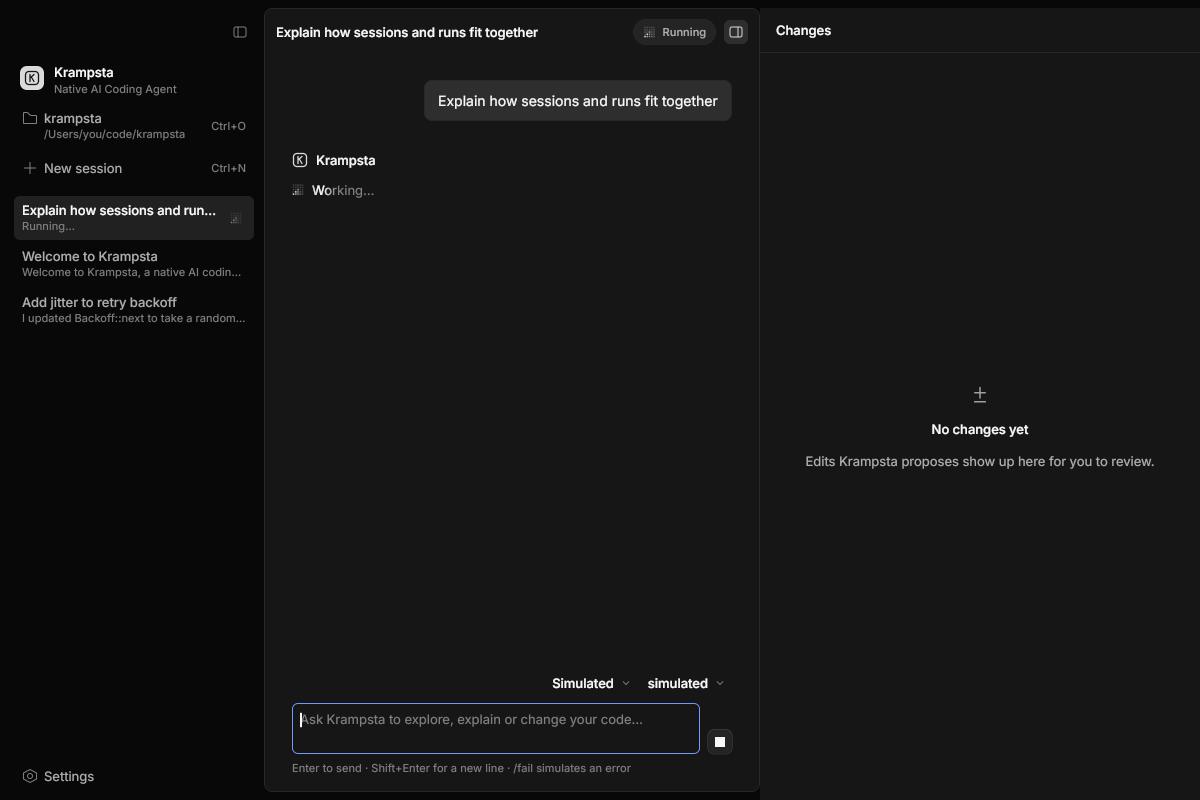 Krampsta
Native AI Coding Agent
krampsta
/Users/you/code/krampsta
Ctrl+O
New session
Ctrl+N
Explain how sessions and run...
Running...
Welcome to Krampsta
Welcome to Krampsta, a native AI codin...
Add jitter to retry backoff
I updated Backoff::next to take a random...
Settings
Explain how sessions and runs fit together
Running
Explain how sessions and runs fit together
K Krampsta
Working...
Simulated
simulated
Ask Krampsta to explore, explain or change your code...
Enter to send · Shift+Enter for a new line · /fail simulates an error
Changes
No changes yet
Edits Krampsta proposes show up here for you to review.